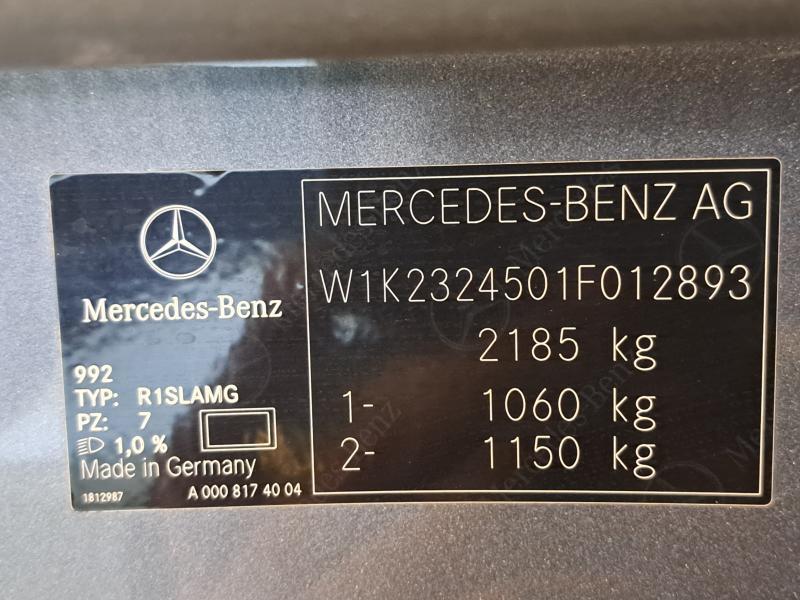 Mercedes-Benz
992
TYP: R1SLAMG
PZ: 7
1,0 %
Made in Germany
1812987
A 000 817 40 04
MERCEDES-BENZ AG
W1K2324501F012893
2185 kg
1- 1060 kg
2- 1150 kg